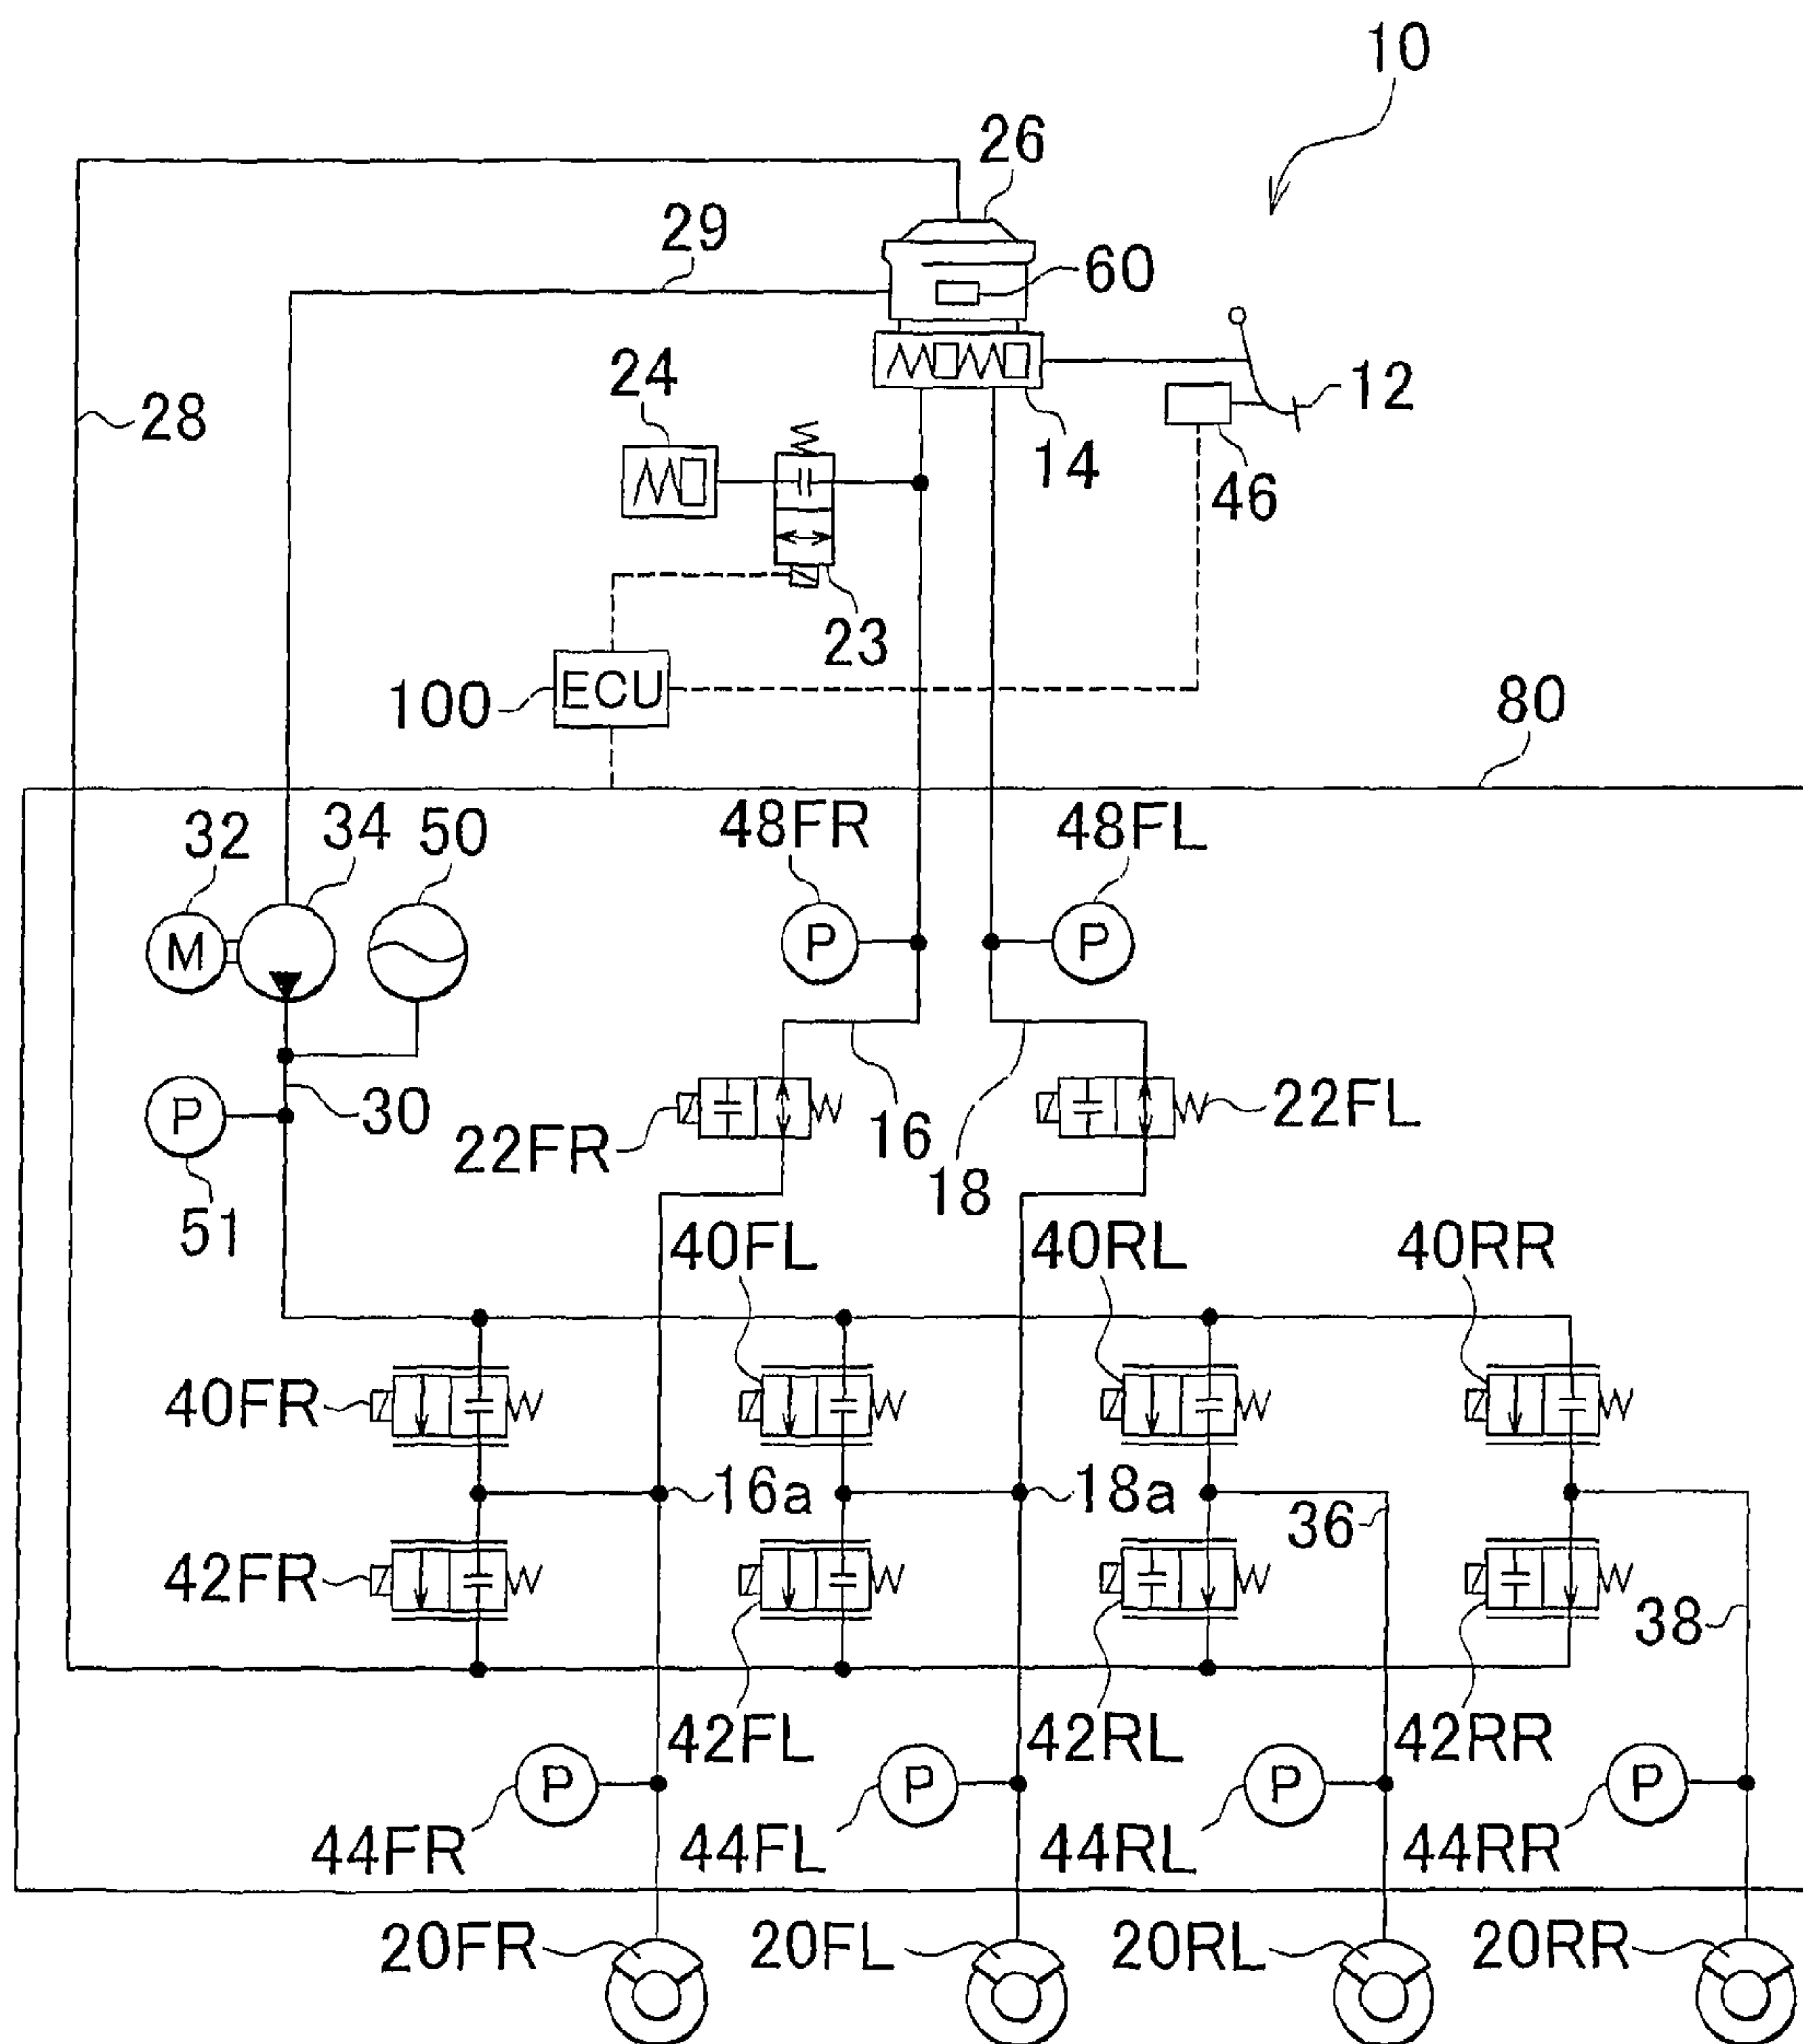 10
26
29
60
24
12
28
14
46
23
100 ECU
80
32 34 50 48FR 48FL
M P P
30
P
22FR 16 18 22FL
51
40FL 40RL 40RR
40FR
16a 18a 36
42FR
38
42FL 42RL 42RR
P P P P
44FR 44FL 44RL 44RR
20FR 20FL 20RL 20RR